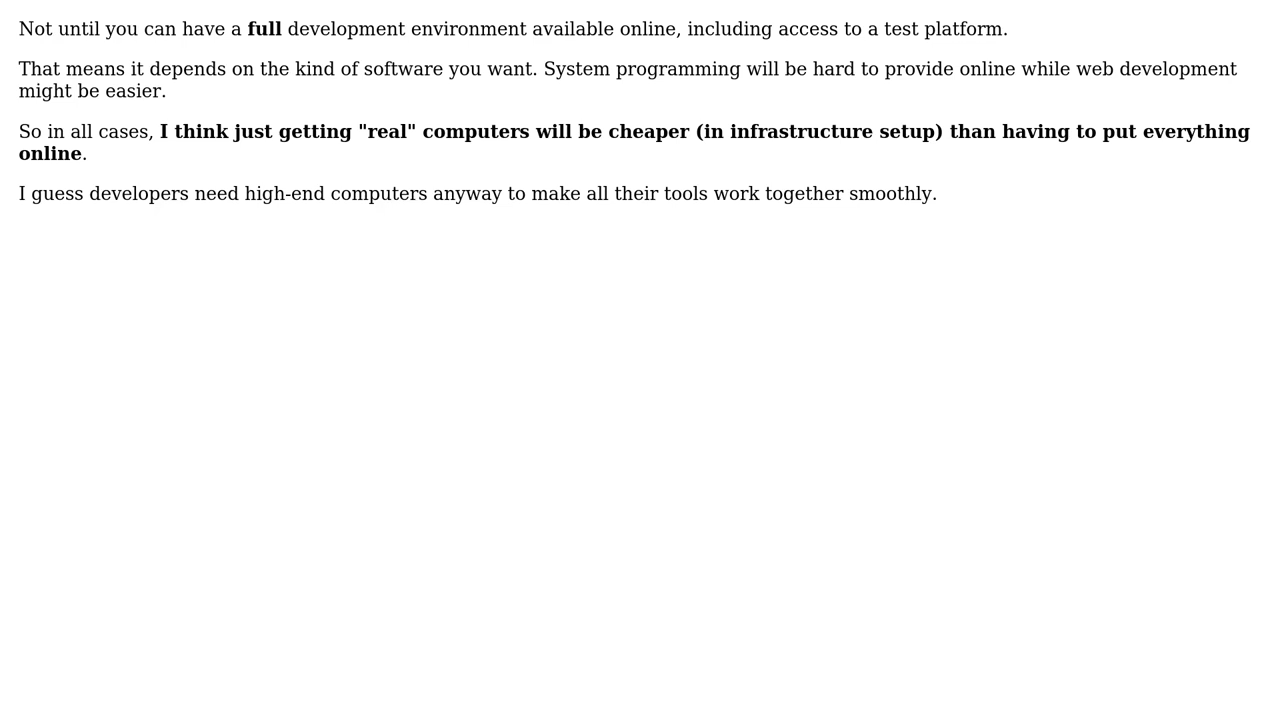 Not until you can have a full development environment available online, including access to a test platform.
That means it depends on the kind of software you want. System programming will be hard to provide online while web development
might be easier.
So in all cases, I think just getting "real" computers will be cheaper (in infrastructure setup) than having to put everything
online.
I guess developers need high-end computers anyway to make all their tools work together smoothly.